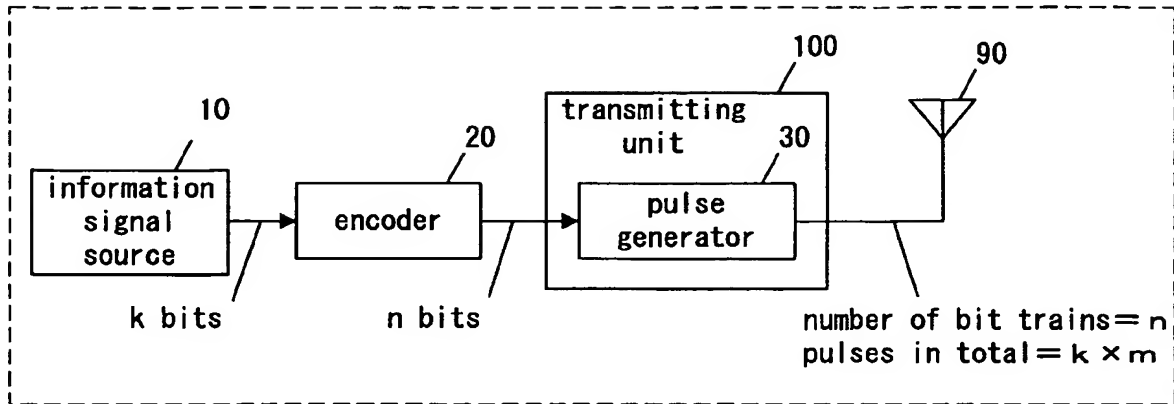 100
90
transmitting
unit
10
20
30
information
signal
source
encoder
pulse
generator
k bits
n bits
number of bit trains=n
pulses in total=k×m